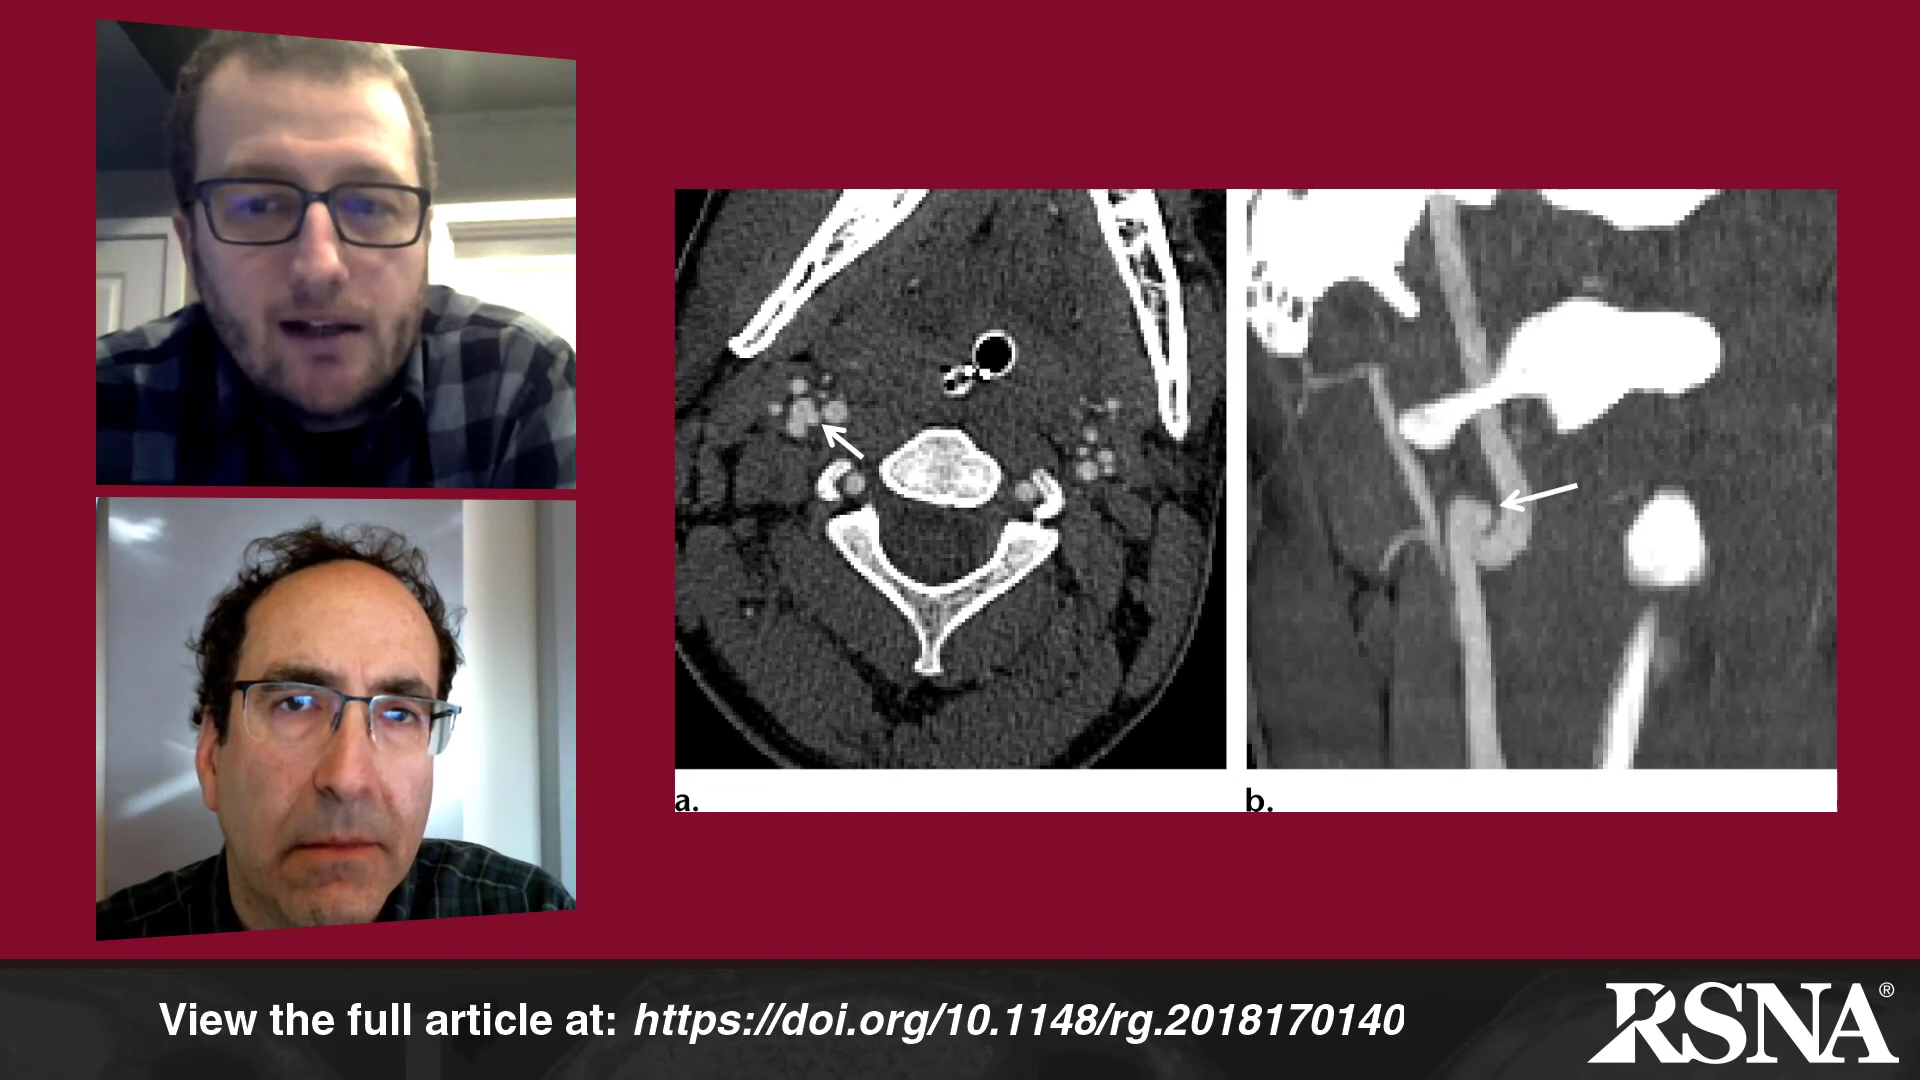 a.
b.
View the full article at: https://doi.org/10.1148/rg.2018170140
RSNA®